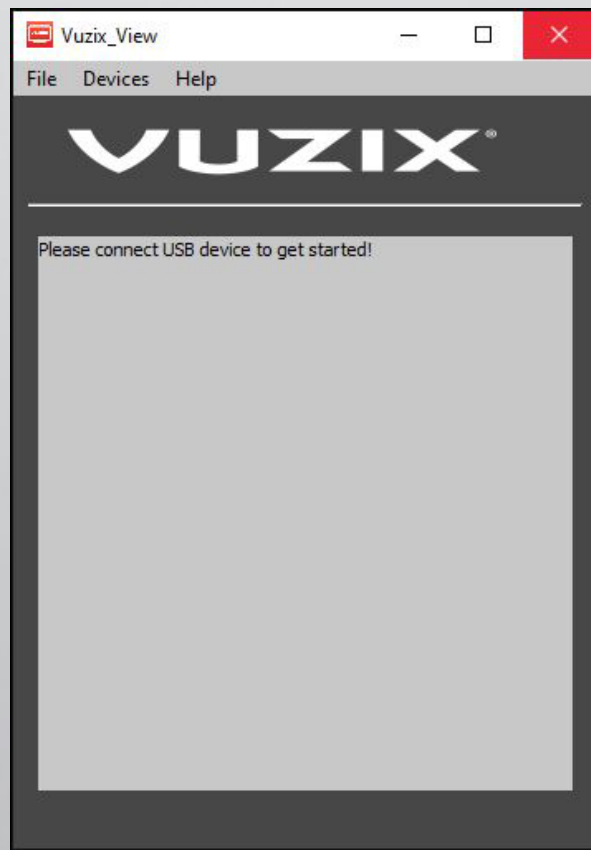 Vuzix_View
File Devices Help
VUZIX®
Please connect USB device to get started!